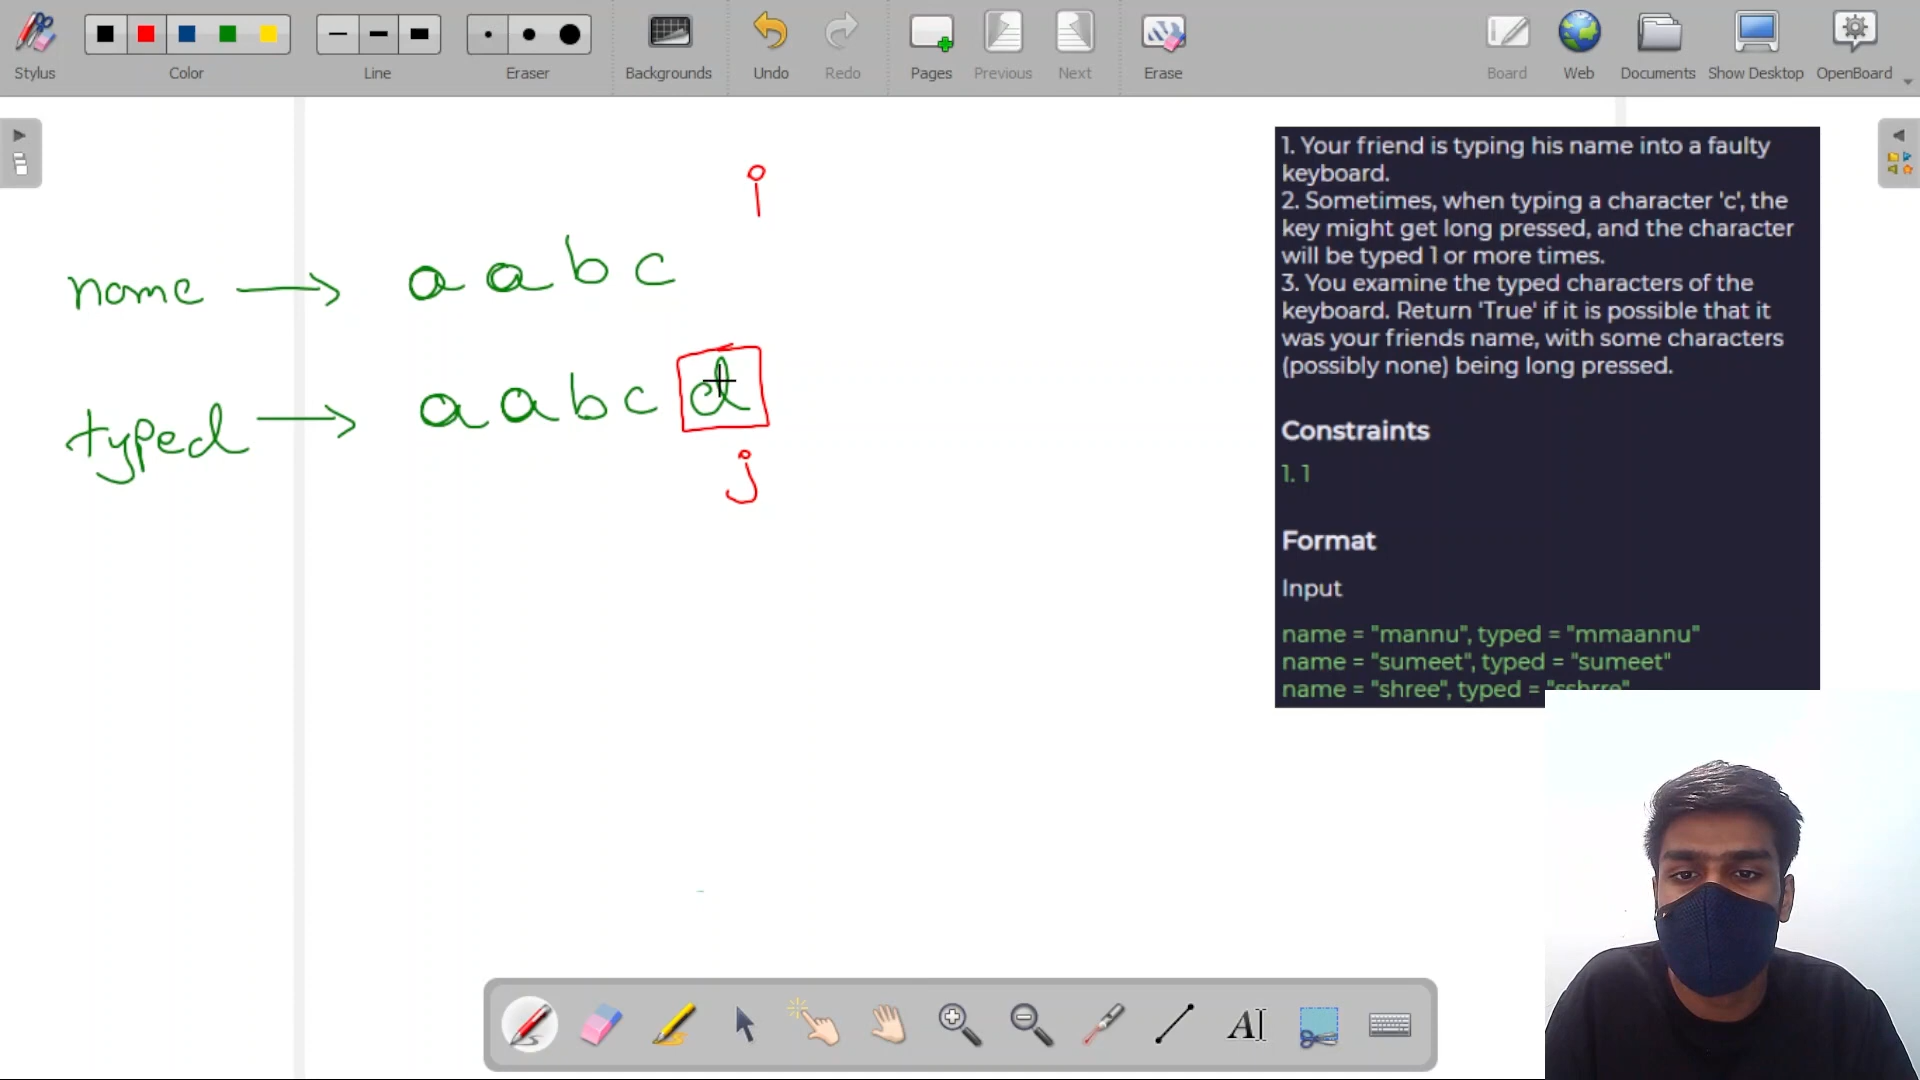 Stylus
Color
Line
Eraser
Backgrounds
Undo
Redo
Pages
Previous
Next
Erase
Board
Web
Documents
Show Desktop
OpenBoard
i
name → a a b c
typed → a a b c d
j
1. Your friend is typing his name into a faulty
keyboard.
2. Sometimes, when typing a character 'c', the
key might get long pressed, and the character
will be typed 1 or more times.
3. You examine the typed characters of the
keyboard. Return 'True' if it is possible that it
was your friends name, with some characters
(possibly none) being long pressed.
Constraints
1. 1
Format
Input
name = "mannu", typed = "mmaannu"
name = "sumeet", typed = "sumeet"
name = "shree", typed = "sshrre"
AI